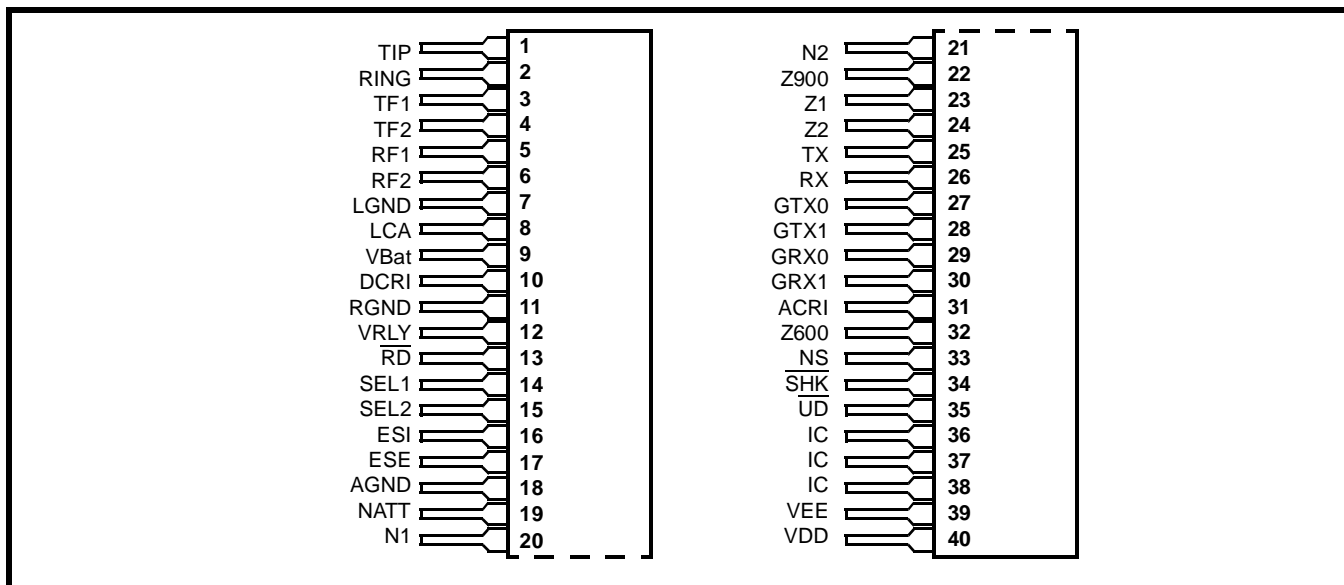 TIP 1
RING 2
TF1 3
TF2 4
RF1 5
RF2 6
LGND 7
LCA 8
VBat 9
DCRI 10
RGND 11
VRLY 12
R̅D̅ 13
SEL1 14
SEL2 15
ESI 16
ESE 17
AGND 18
NATT 19
N1 20
N2 21
Z900 22
Z1 23
Z2 24
TX 25
RX 26
GTX0 27
GTX1 28
GRX0 29
GRX1 30
ACRI 31
Z600 32
NS 33
S̅H̅K̅ 34
U̅D̅ 35
IC 36
IC 37
IC 38
VEE 39
VDD 40